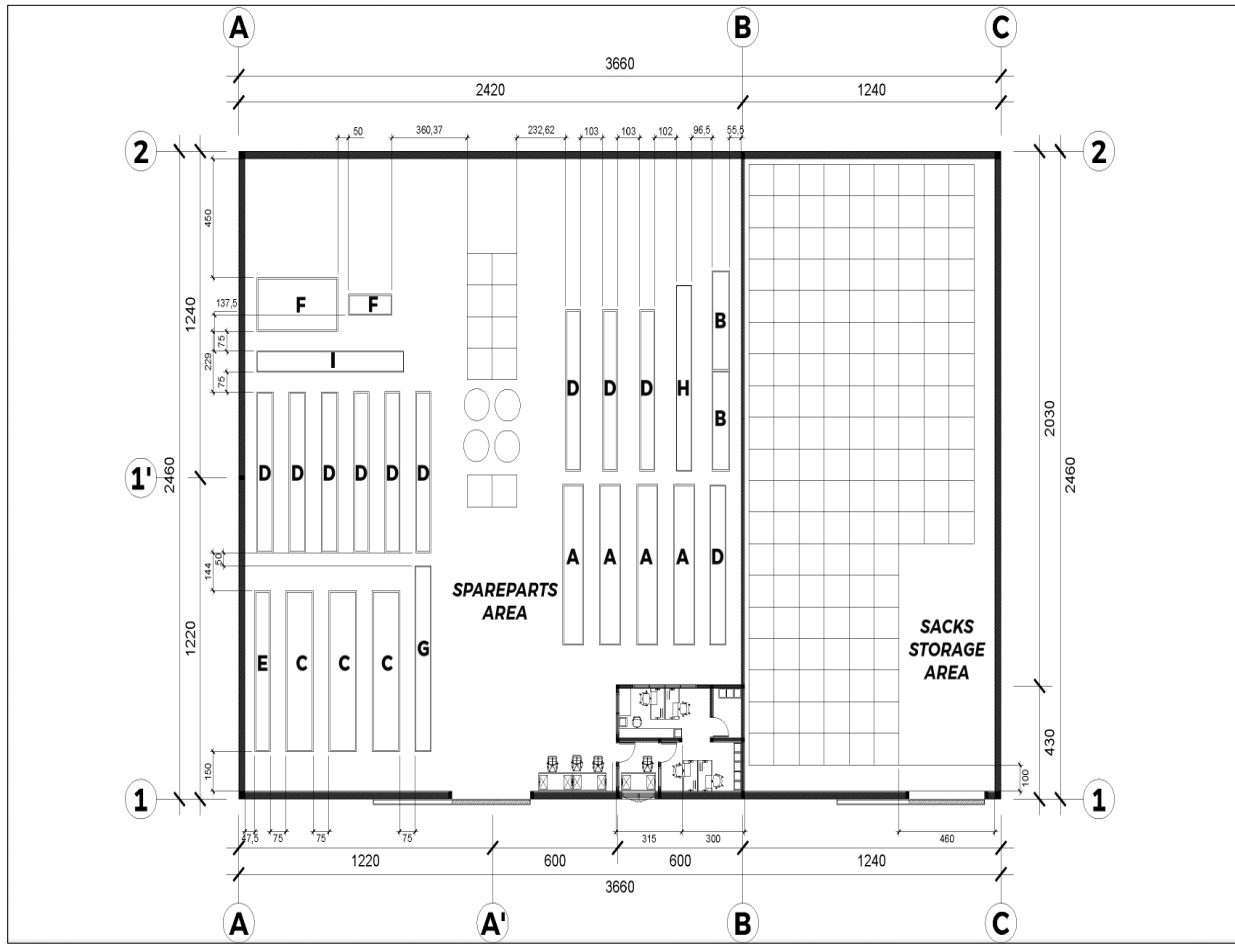 A B C
3660
2420 1240
50 360,37 232,62 103 103 102 96,5 55,5
2 2
450
1240
137,5
75
229
75
F F
I
B
D D D H
B
2030
1' 2460 2460
D D D D D D
50
144
A A A A D
SPAREPARTS
AREA
SACKS
STORAGE
AREA
1220
E C C C G
430
150
100
1 1
47,5 75 75 75 315 300 460
1220 600 600 1240
3660
A A' B C